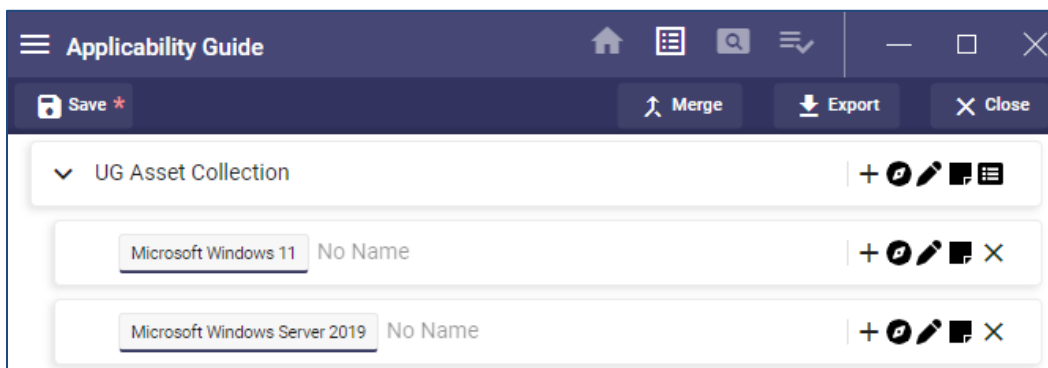 Applicability Guide
Save * Merge Export Close
UG Asset Collection
Microsoft Windows 11 No Name
Microsoft Windows Server 2019 No Name